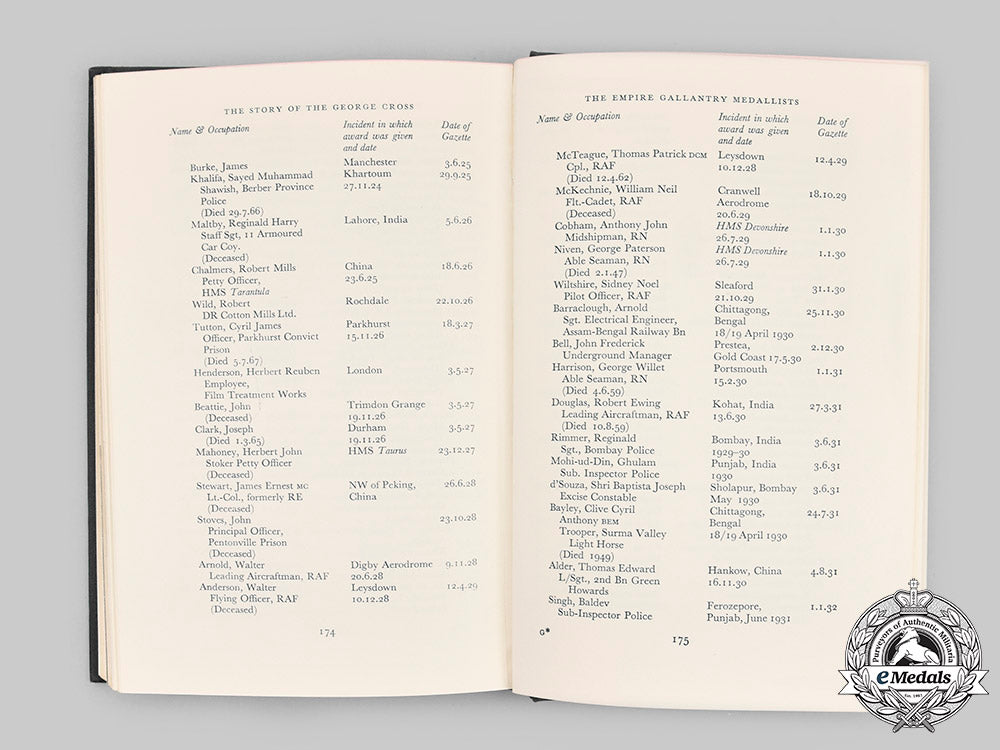 THE STORY OF THE GEORGE CROSS
Name & Occupation Incident in which Date of
award was given Gazette
and date
Burke, James Manchester 3.6.25
Khalifa, Sayed Muhammad Khartoum 29.9.25
Shawish, Berber Province 27.11.24
Police
(Died 29.7.66)
Maltby, Reginald Harry Lahore, India 5.6.26
Staff Sgt, 11 Armoured
Car Coy.
(Deceased)
Chalmers, Robert Mills China 18.6.26
Petty Officer, 23.6.25
HMS Tarantula
Wild, Robert Rochdale 22.10.26
DR Cotton Mills Ltd.
Tutton, Cyril James Parkhurst 18.3.27
Officer, Parkhurst Convict 15.11.26
Prison
(Died 5.7.67)
Henderson, Herbert Reuben London 3.5.27
Employee,
Film Treatment Works
Beattie, John Trimdon Grange 3.5.27
(Deceased) 19.11.26
Clark, Joseph Durham 3.5.27
(Died 1.3.65) 19.11.26
Mahoney, Herbert John HMS Taurus 23.12.27
Stoker Petty Officer
(Deceased)
Stewart, James Ernest MC NW of Peking, 26.6.28
Lt.-Col., formerly RE China
(Deceased)
Stoves, John 23.10.28
Principal Officer,
Pentonville Prison
(Deceased)
Arnold, Walter Digby Aerodrome 9.11.28
Leading Aircraftman, RAF 20.6.28
Anderson, Walter Leysdown 12.4.29
Flying Officer, RAF 10.12.28
(Deceased)
174
THE EMPIRE GALLANTRY MEDALLISTS
Name & Occupation Incident in which Date of
award was given Gazette
and date
McTeague, Thomas Patrick DCM Leysdown 12.4.29
Cpl., RAF 10.12.28
(Died 12.4.62)
McKechnie, William Neil Cranwell 18.10.29
Flt.-Cadet, RAF Aerodrome
(Deceased) 20.6.29
Cobham, Anthony John HMS Devonshire 1.1.30
Midshipman, RN 26.7.29
Niven, George Paterson HMS Devonshire 1.1.30
Able Seaman, RN 26.7.29
(Died 2.1.47)
Wiltshire, Sidney Noel Sleaford 31.1.30
Pilot Officer, RAF 21.10.29
Barraclough, Arnold Chittagong, 25.11.30
Sgt. Electrical Engineer, Bengal
Assam-Bengal Railway Bn 18/19 April 1930
Bell, John Frederick Prestea, 2.12.30
Underground Manager Gold Coast 17.5.30
Harrison, George Willet Portsmouth 1.1.31
Able Seaman, RN 15.2.30
(Died 4.6.59)
Douglas, Robert Ewing Kohat, India 27.3.31
Leading Aircraftman, RAF 13.6.30
(Died 10.8.59)
Rimmer, Reginald Bombay, India 3.6.31
Sgt., Bombay Police 1929-30
Mohi-ud-Din, Ghulam Punjab, India 3.6.31
Sub. Inspector Police 1930
d'Souza, Shri Baptista Joseph Sholapur, Bombay 3.6.31
Excise Constable May 1930
Bayley, Clive Cyril Chittagong, 24.7.31
Anthony BEM Bengal
Trooper, Surma Valley 18/19 April 1930
Light Horse
(Died 1949)
Alder, Thomas Edward Hankow, China 4.8.31
L/Sgt., 2nd Bn Green 16.11.30
Howards
Singh, Baldev Ferozepore, 1.1.32
Sub-Inspector Police Punjab, June 1931
G* 175
Purveyors of Authentic Militaria
eMedals